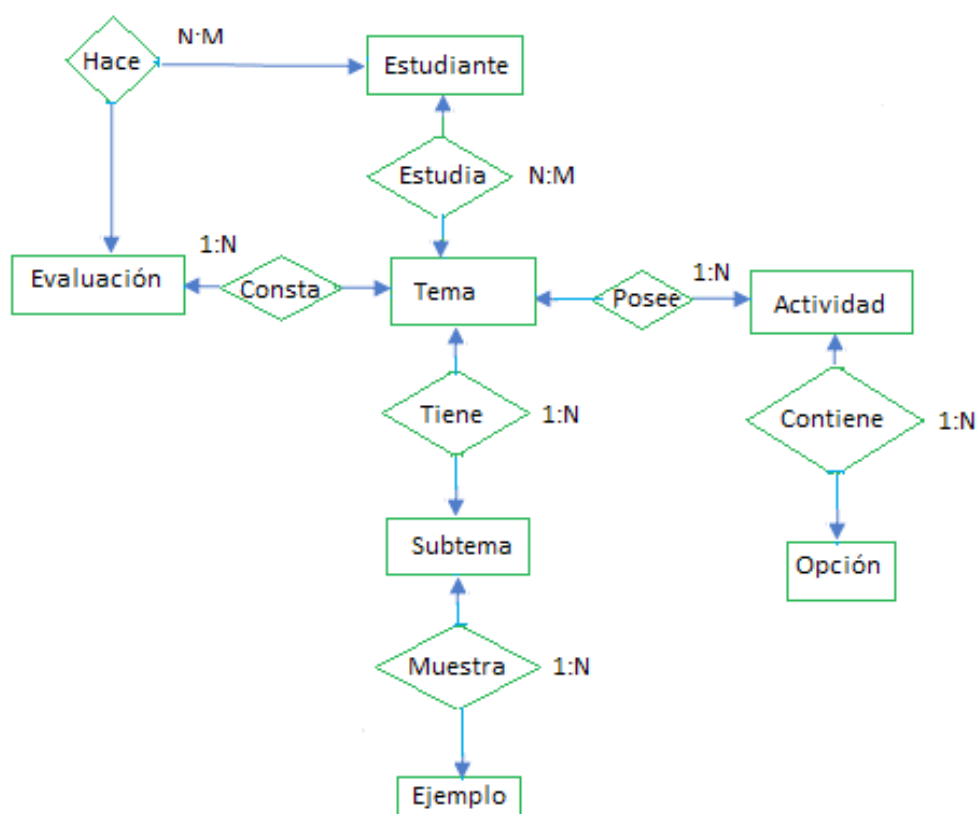 N:M
Hace
Estudiante
Estudia
N:M
1:N
Evaluación
Consta
Tema
1:N
Posee
Actividad
Tiene
1:N
Contiene
1:N
Subtema
Opción
Muestra
1:N
Ejemplo